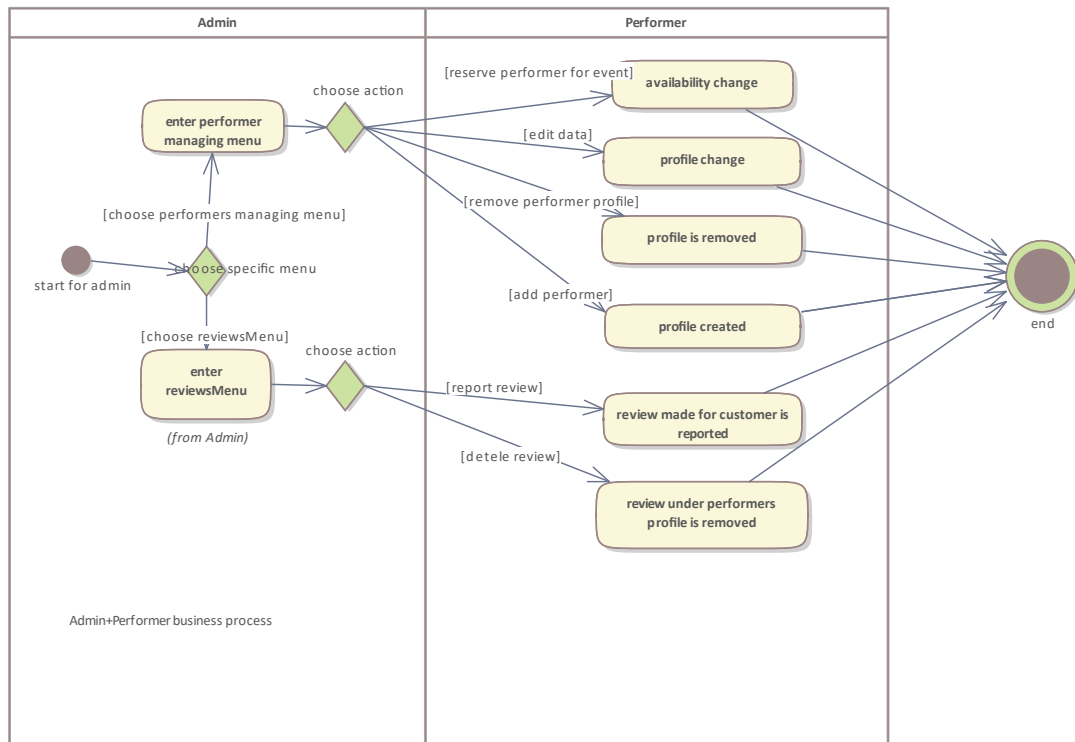 Admin
Performer
[reserve performer for event]
availability change
choose action
enter performer
managing menu
[edit data]
profile change
[choose performers managing menu]
[remove performer profile]
profile is removed
choose specific menu
start for admin
[add performer]
profile created
end
[choose reviewsMenu]
choose action
enter
reviewsMenu
[report review]
review made for customer is
reported
(from Admin)
[detele review]
review under performers
profile is removed
Admin+Performer business process